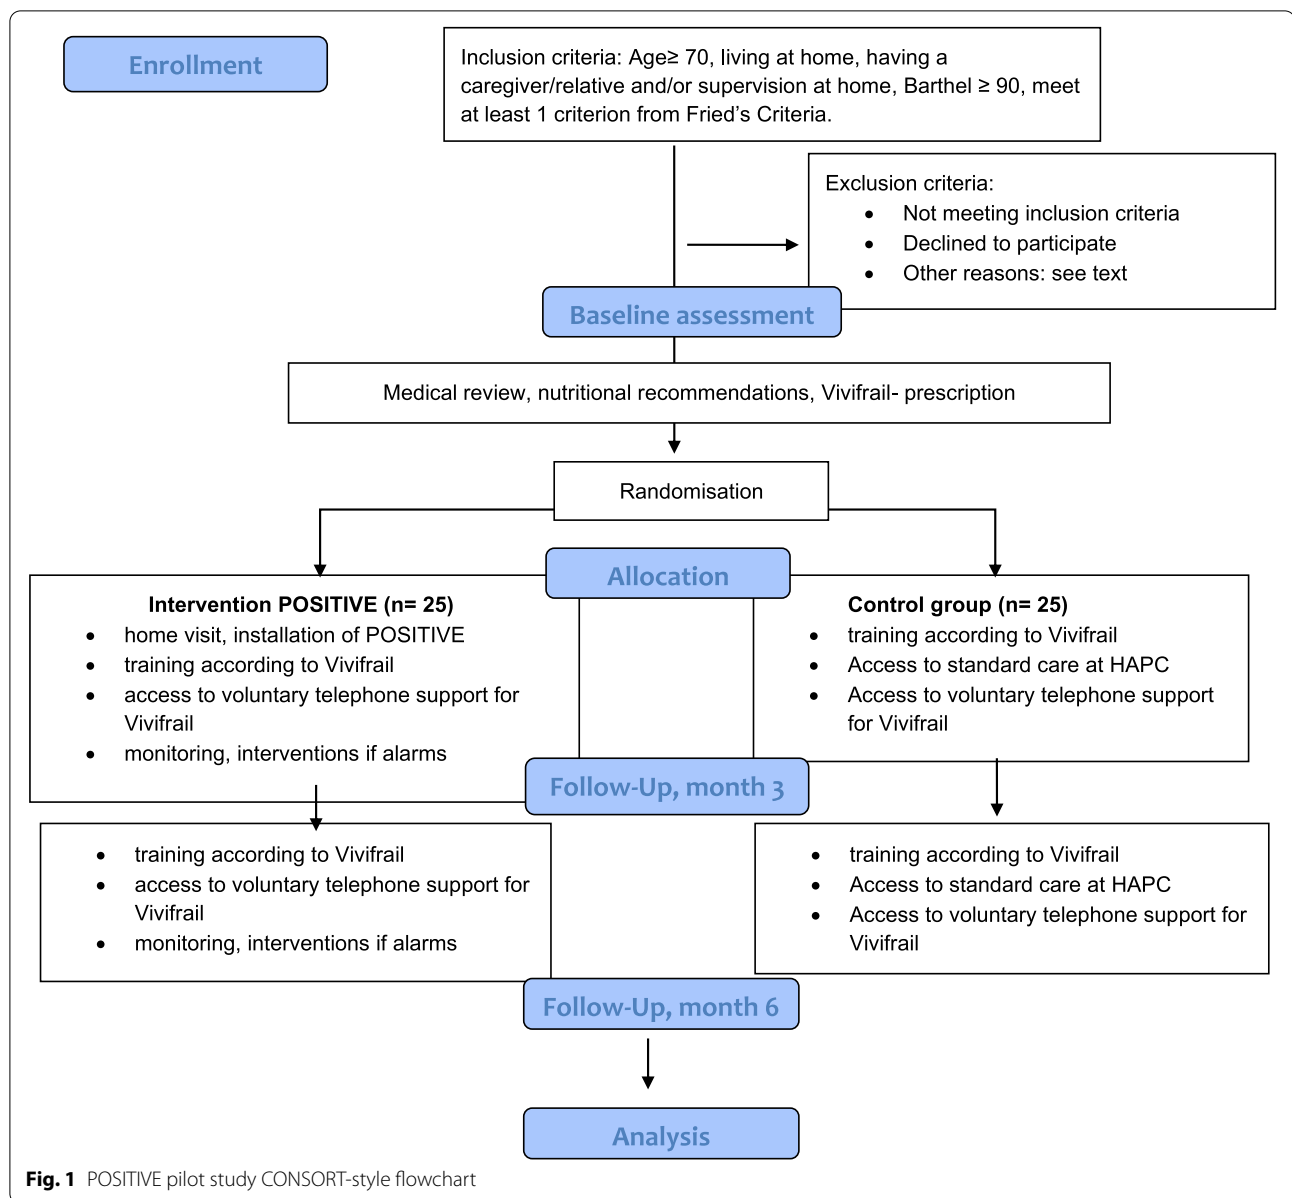 Enrollment
Inclusion criteria: Age≥ 70, living at home, having a
caregiver/relative and/or supervision at home, Barthel ≥ 90, meet
at least 1 criterion from Fried's Criteria.
Exclusion criteria:
• Not meeting inclusion criteria
• Declined to participate
• Other reasons: see text
Baseline assessment
Medical review, nutritional recommendations, Vivifrail- prescription
Randomisation
Allocation
Intervention POSITIVE (n= 25)
• home visit, installation of POSITIVE
• training according to Vivifrail
• access to voluntary telephone support for
Vivifrail
• monitoring, interventions if alarms
Control group (n= 25)
• training according to Vivifrail
• Access to standard care at HAPC
• Access to voluntary telephone support
for Vivifrail
Follow-Up, month 3
• training according to Vivifrail
• access to voluntary telephone support for
Vivifrail
• monitoring, interventions if alarms
• training according to Vivifrail
• Access to standard care at HAPC
• Access to voluntary telephone support for
Vivifrail
Follow-Up, month 6
Analysis
Fig. 1 POSITIVE pilot study CONSORT-style flowchart